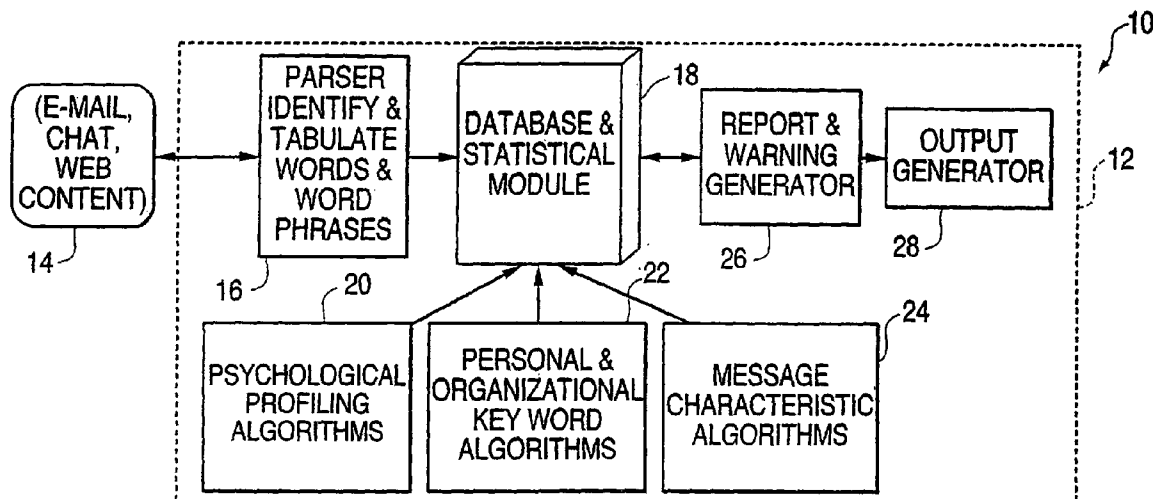 10
(E-MAIL,
CHAT,
WEB
CONTENT)
14
PARSER
IDENTIFY &
TABULATE
WORDS &
WORD
PHRASES
16
DATABASE &
STATISTICAL
MODULE
18
REPORT &
WARNING
GENERATOR
26
OUTPUT
GENERATOR
28
12
20
PSYCHOLOGICAL
PROFILING
ALGORITHMS
22
PERSONAL &
ORGANIZATIONAL
KEY WORD
ALGORITHMS
24
MESSAGE
CHARACTERISTIC
ALGORITHMS